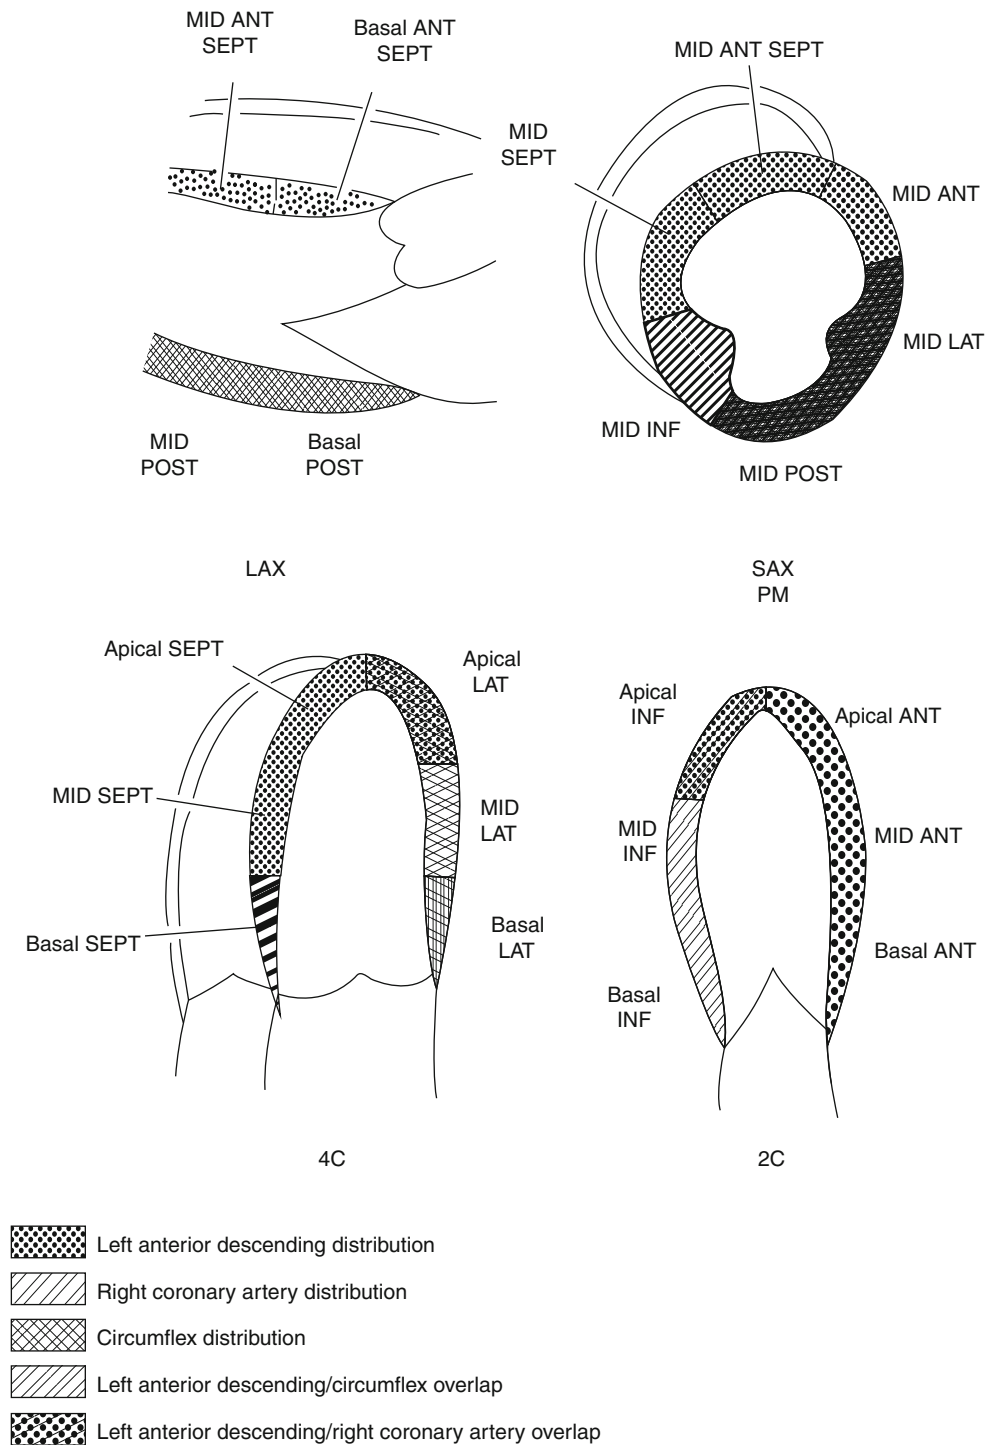 MID ANT
SEPT
Basal ANT
SEPT
MID
POST
Basal
POST
LAX
MID ANT SEPT
MID
SEPT
MID ANT
MID LAT
MID INF
MID POST
SAX
PM
Apical SEPT
Apical
LAT
MID SEPT
MID
LAT
Basal SEPT
Basal
LAT
4C
Apical
INF
Apical ANT
MID
INF
MID ANT
Basal ANT
Basal
INF
2C
Left anterior descending distribution
Right coronary artery distribution
Circumflex distribution
Left anterior descending/circumflex overlap
Left anterior descending/right coronary artery overlap